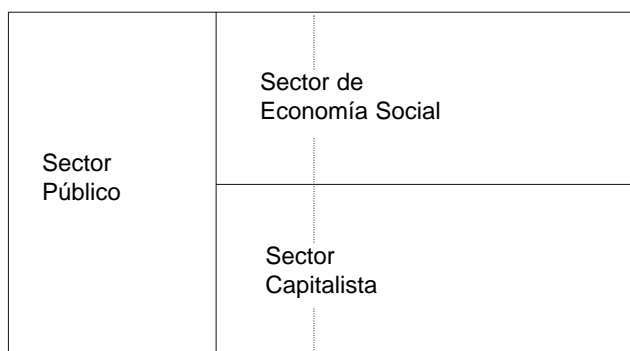 Sector de
Economía Social
Sector
Público
Sector
Capitalista